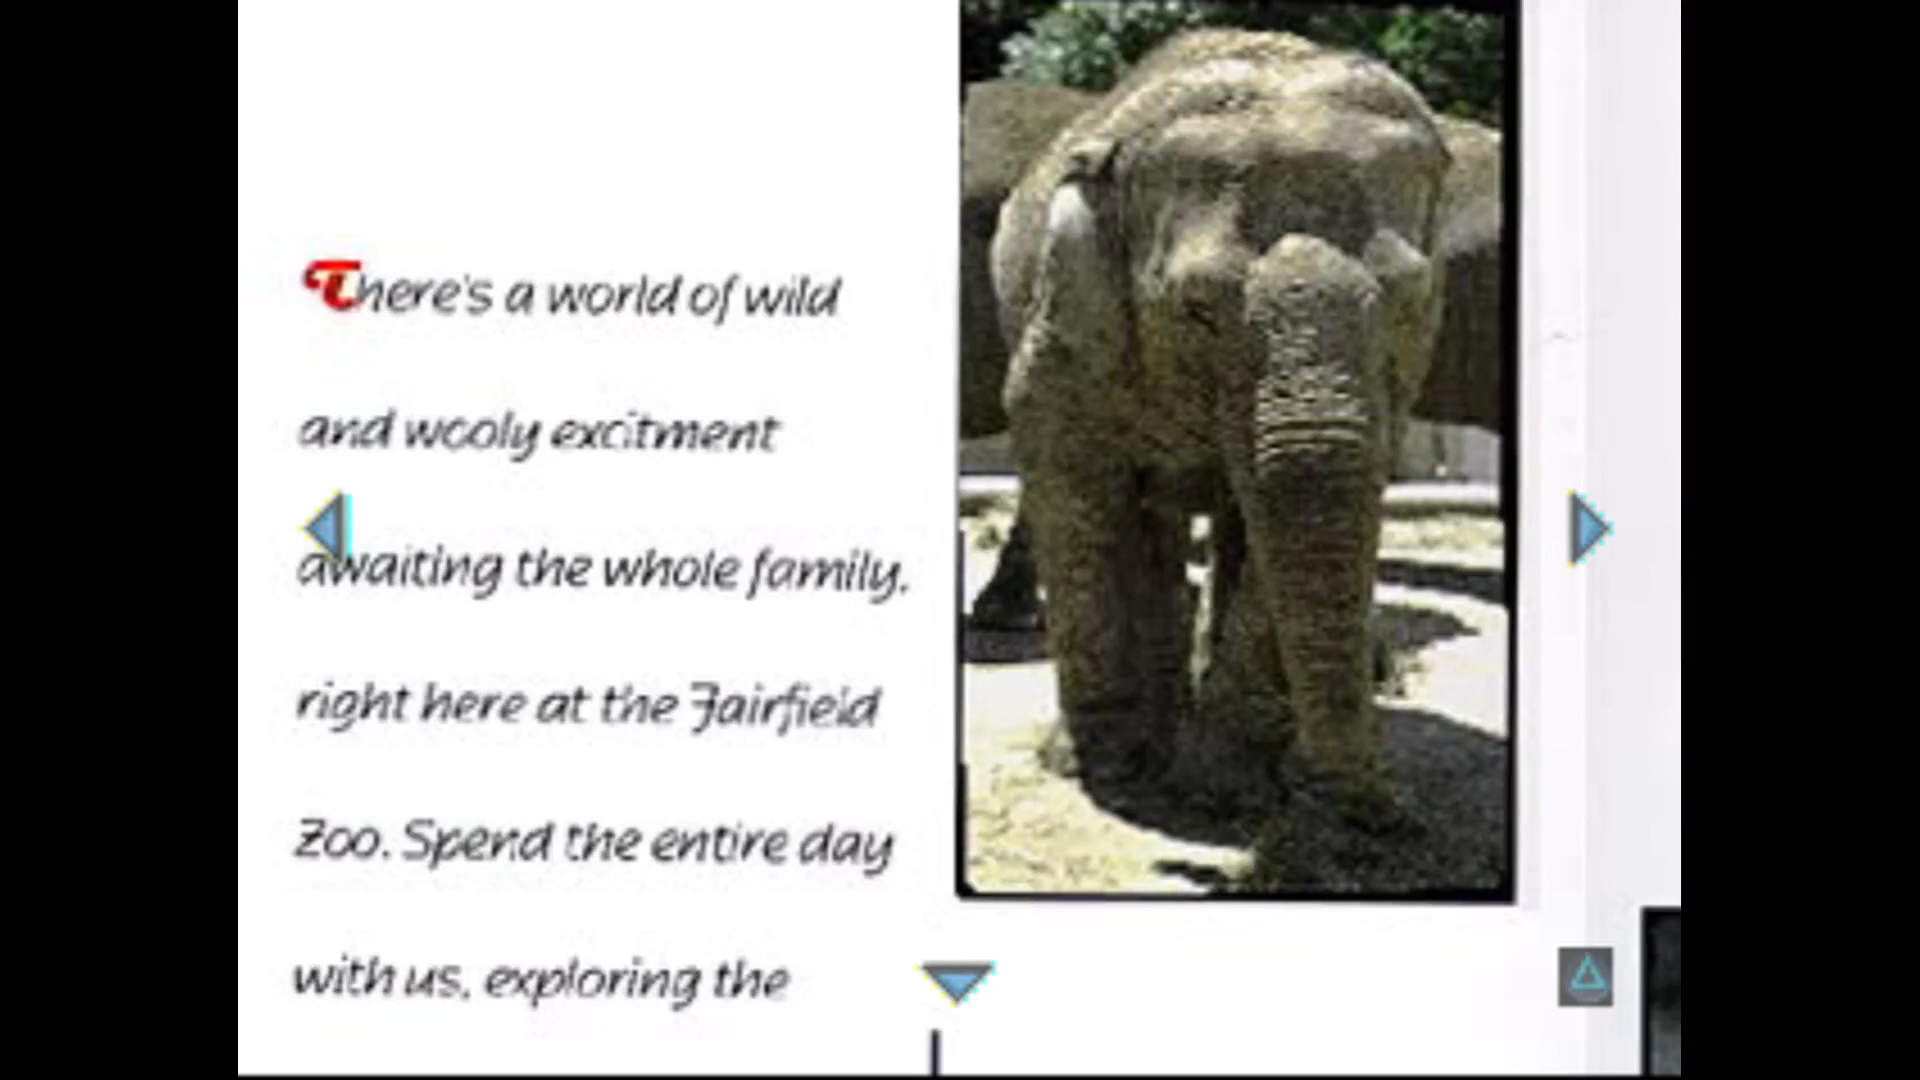 There's a world of wild
and wooly excitment
awaiting the whole family,
right here at the Fairfield
Zoo. Spend the entire day
with us, exploring the